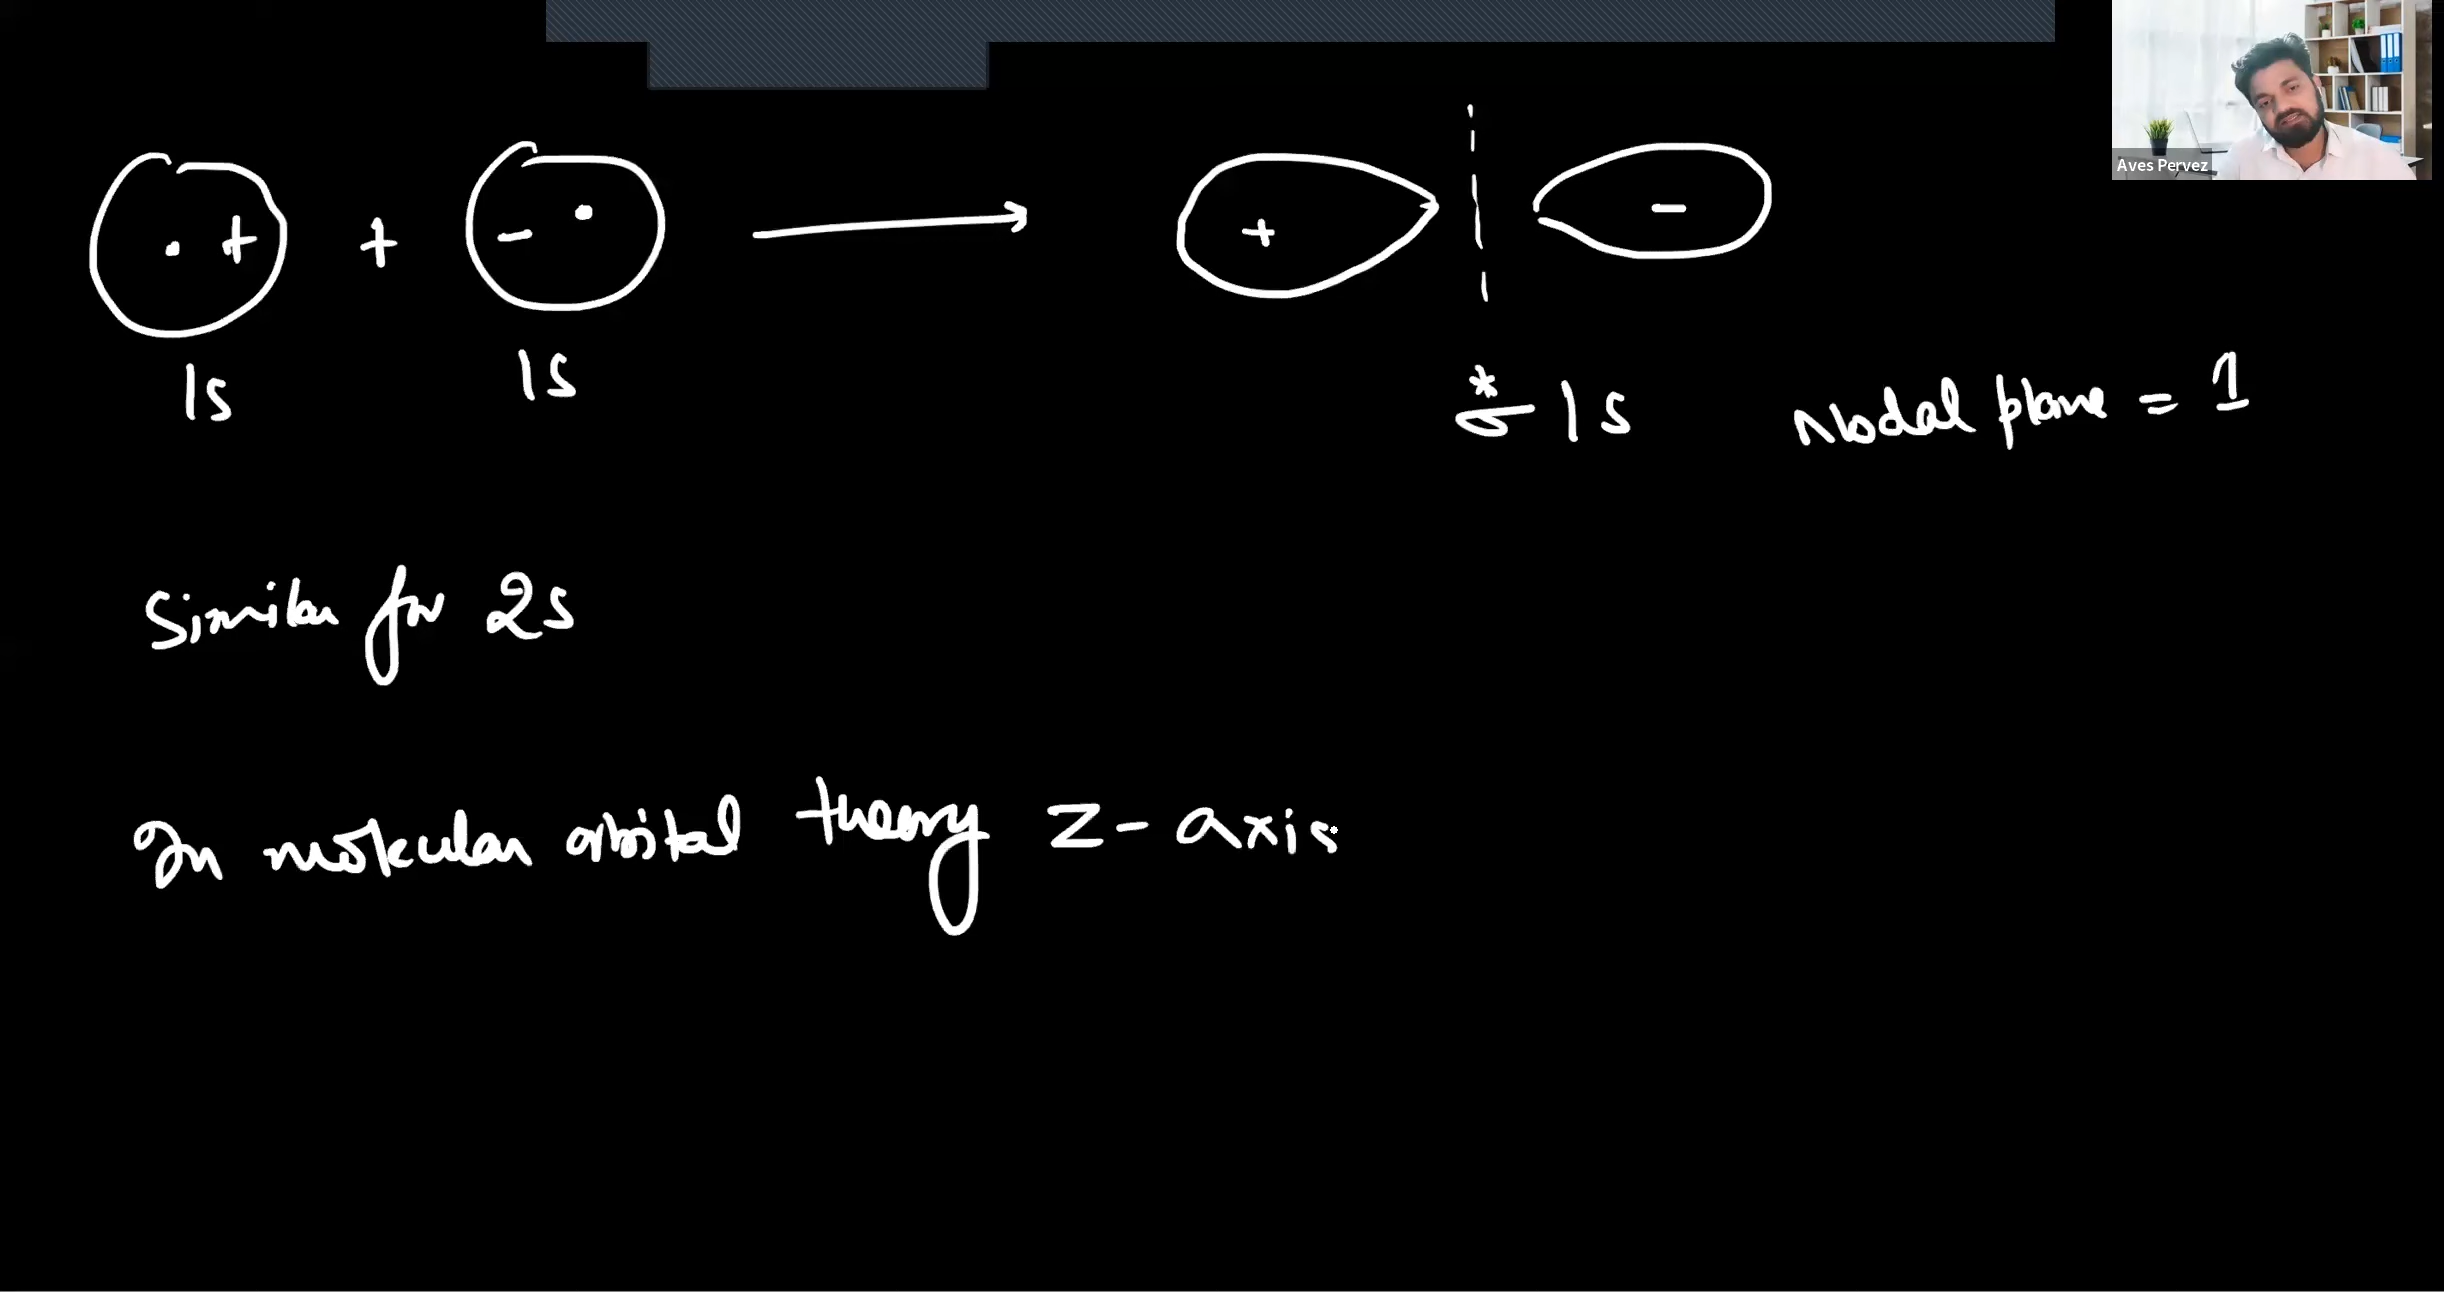 Aves Pervez
+ + - + -
1s 1s σ* 1s Nodal plane = 1
Similar for 2s
In molecular orbital theory z-axis